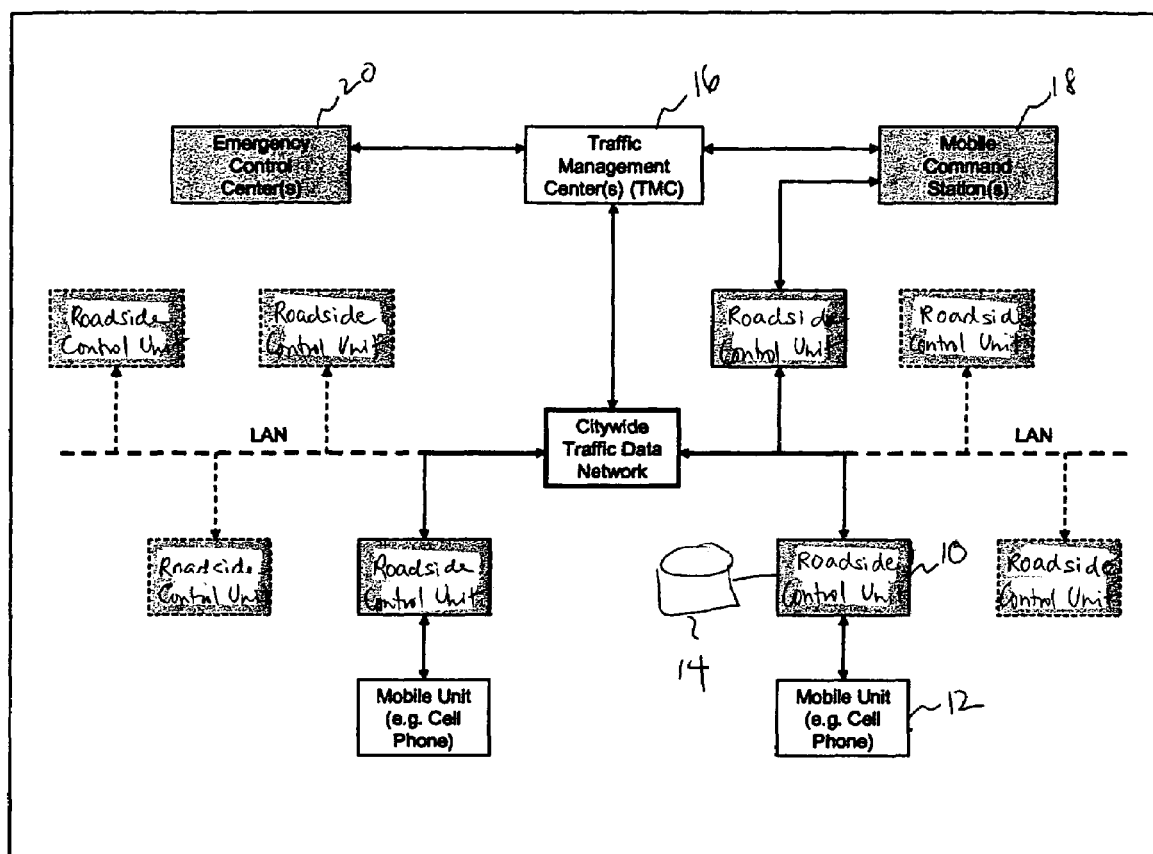 20
16
18
Emergency
Control
Center(s)
Traffic
Management
Center(s) (TMC)
Mobile
Command
Station(s)
Roadside
Control Unit
Roadside
Control Unit
Roadside
Control Unit
Roadside
Control Unit
LAN
Citywide
Traffic Data
Network
LAN
Roadside
Control Unit
Roadside
Control Unit
Roadside
Control Unit
10
Roadside
Control Unit
14
Mobile Unit
(e.g. Cell
Phone)
Mobile Unit
(e.g. Cell
Phone)
12